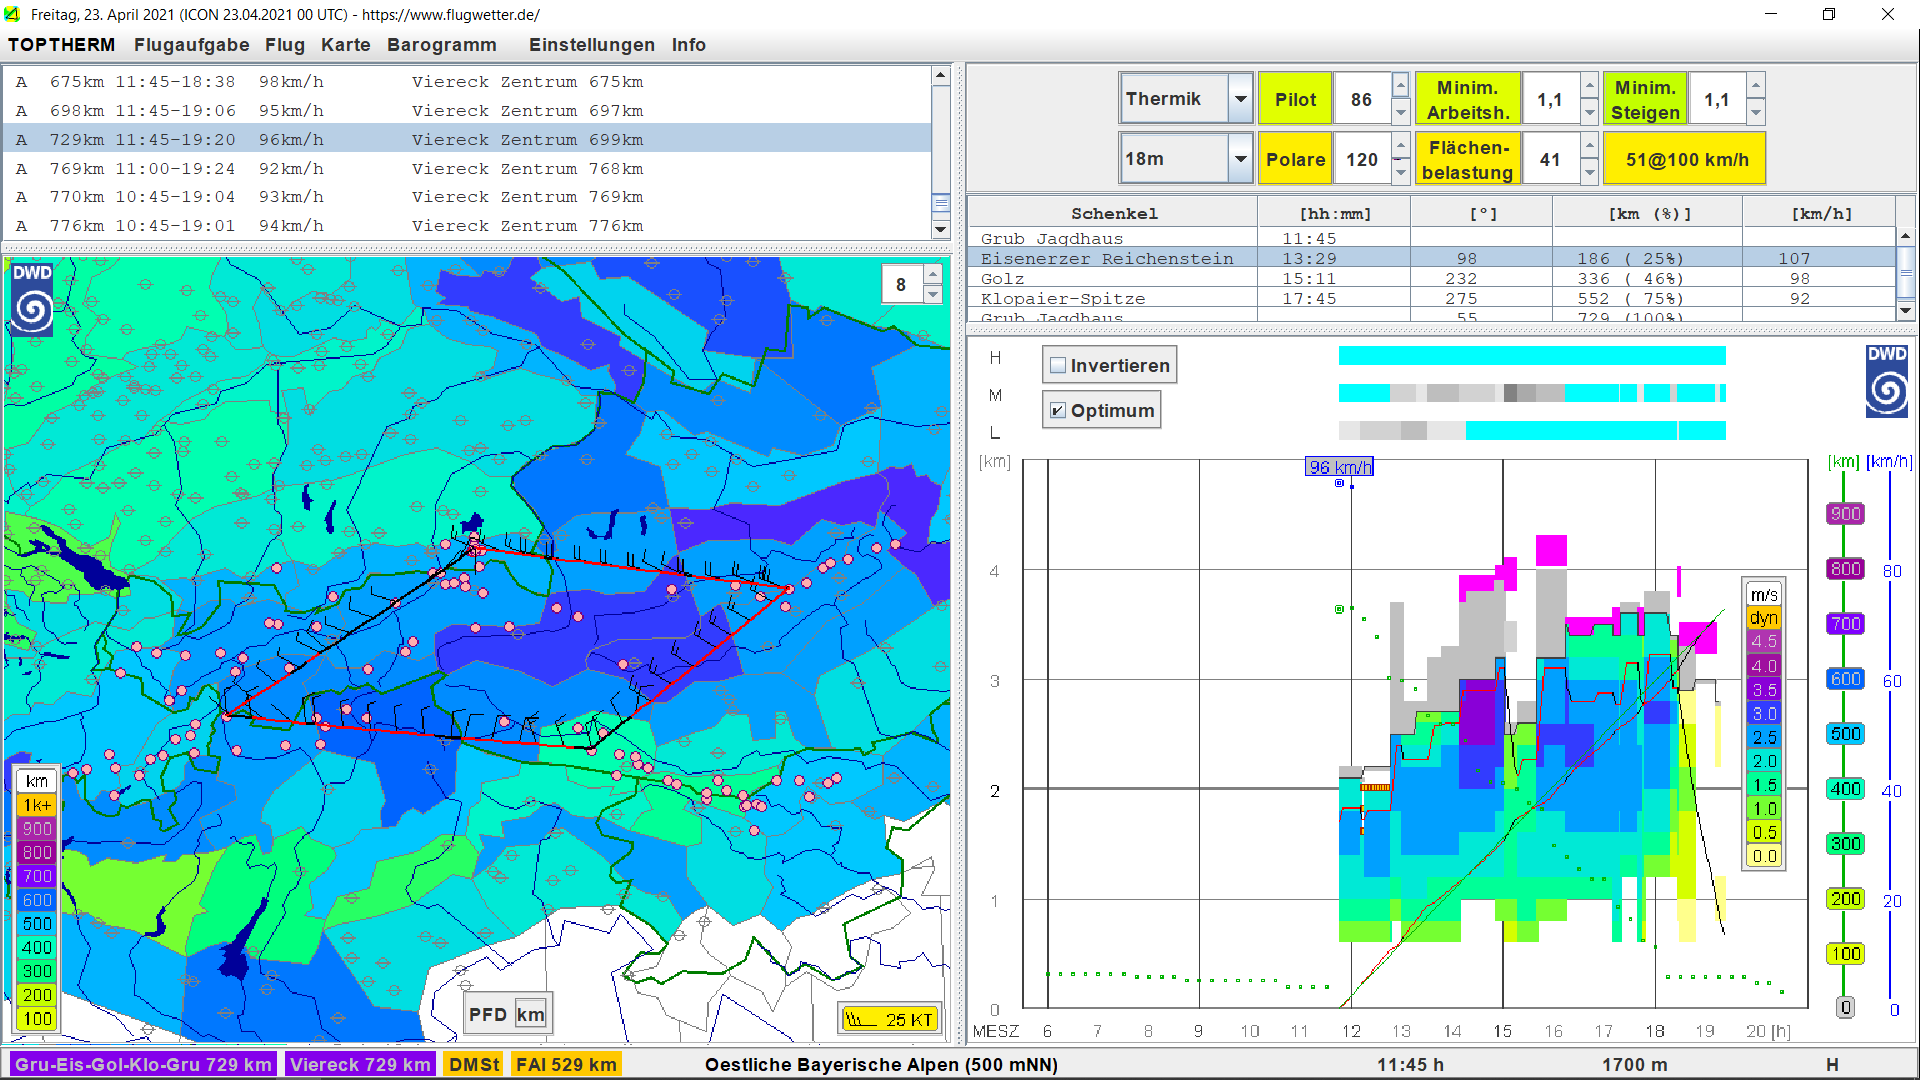 Freitag, 23. April 2021 (ICON 23.04.2021 00 UTC) - https://www.flugwetter.de/
TOPTHERM Flugaufgabe Flug Karte Barogramm Einstellungen Info
A 675km 11:45-18:38 98km/h Viereck Zentrum 675km
A 698km 11:45-19:06 95km/h Viereck Zentrum 697km
A 729km 11:45-19:20 96km/h Viereck Zentrum 699km
A 769km 11:00-19:24 92km/h Viereck Zentrum 768km
A 770km 10:45-19:04 93km/h Viereck Zentrum 769km
A 776km 10:45-19:01 94km/h Viereck Zentrum 776km
Thermik Pilot 86 Minim. Arbeitsh. 1,1 Minim. Steigen 1,1
18m Polare 120 Flächen-belastung 41 51@100 km/h
Schenkel [hh:mm] [°] [km (%)] [km/h]
Grub Jagdhaus 11:45
Eisenerzer Reichenstein 13:29 98 186 ( 25%) 107
Golz 15:11 232 336 ( 46%) 98
Klopaier-Spitze 17:45 275 552 ( 75%) 92
Grub Jagdhaus 55 729 (100%)
DWD
8
km
1k+
900
800
700
600
500
400
300
200
100
PFD km
25 KT
H
M
L
Invertieren
Optimum
DWD
[km]
96 km/h
[km] [km/h]
4
3
2
1
0
900
800
700
600
500
400
300
200
100
0
80
60
40
20
0
m/s
dyn
4.5
4.0
3.5
3.0
2.5
2.0
1.5
1.0
0.5
0.0
MESZ 6 7 8 9 10 11 12 13 14 15 16 17 18 19 20 [h]
Gru-Eis-Gol-Klo-Gru 729 km Viereck 729 km DMSt FAI 529 km Oestliche Bayerische Alpen (500 mNN) 11:45 h 1700 m H